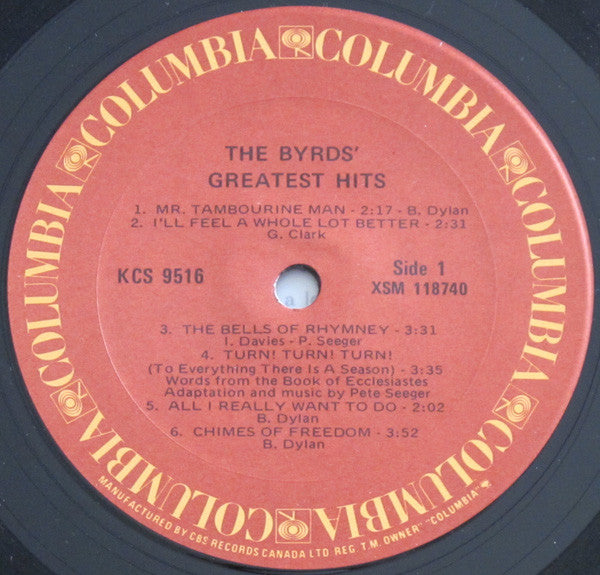 COLUMBIA COLUMBIA COLUMBIA COLUMBIA COLUMBIA COLUMBIA
THE BYRDS'
GREATEST HITS
1. MR. TAMBOURINE MAN - 2:17 - B. Dylan
2. I'LL FEEL A WHOLE LOT BETTER - 2:31
G. Clark
KCS 9516
Side 1
XSM 118740
3. THE BELLS OF RHYMNEY - 3:31
I. Davies - P. Seeger
4. TURN! TURN! TURN!
(To Everything There Is A Season) - 3:35
Words from the Book of Ecclesiastes
Adaptation and music by Pete Seeger
5. ALL I REALLY WANT TO DO - 2:02
B. Dylan
6. CHIMES OF FREEDOM - 3:52
B. Dylan
MANUFACTURED BY CBS RECORDS CANADA LTD. REG. T.M. OWNER "COLUMBIA"